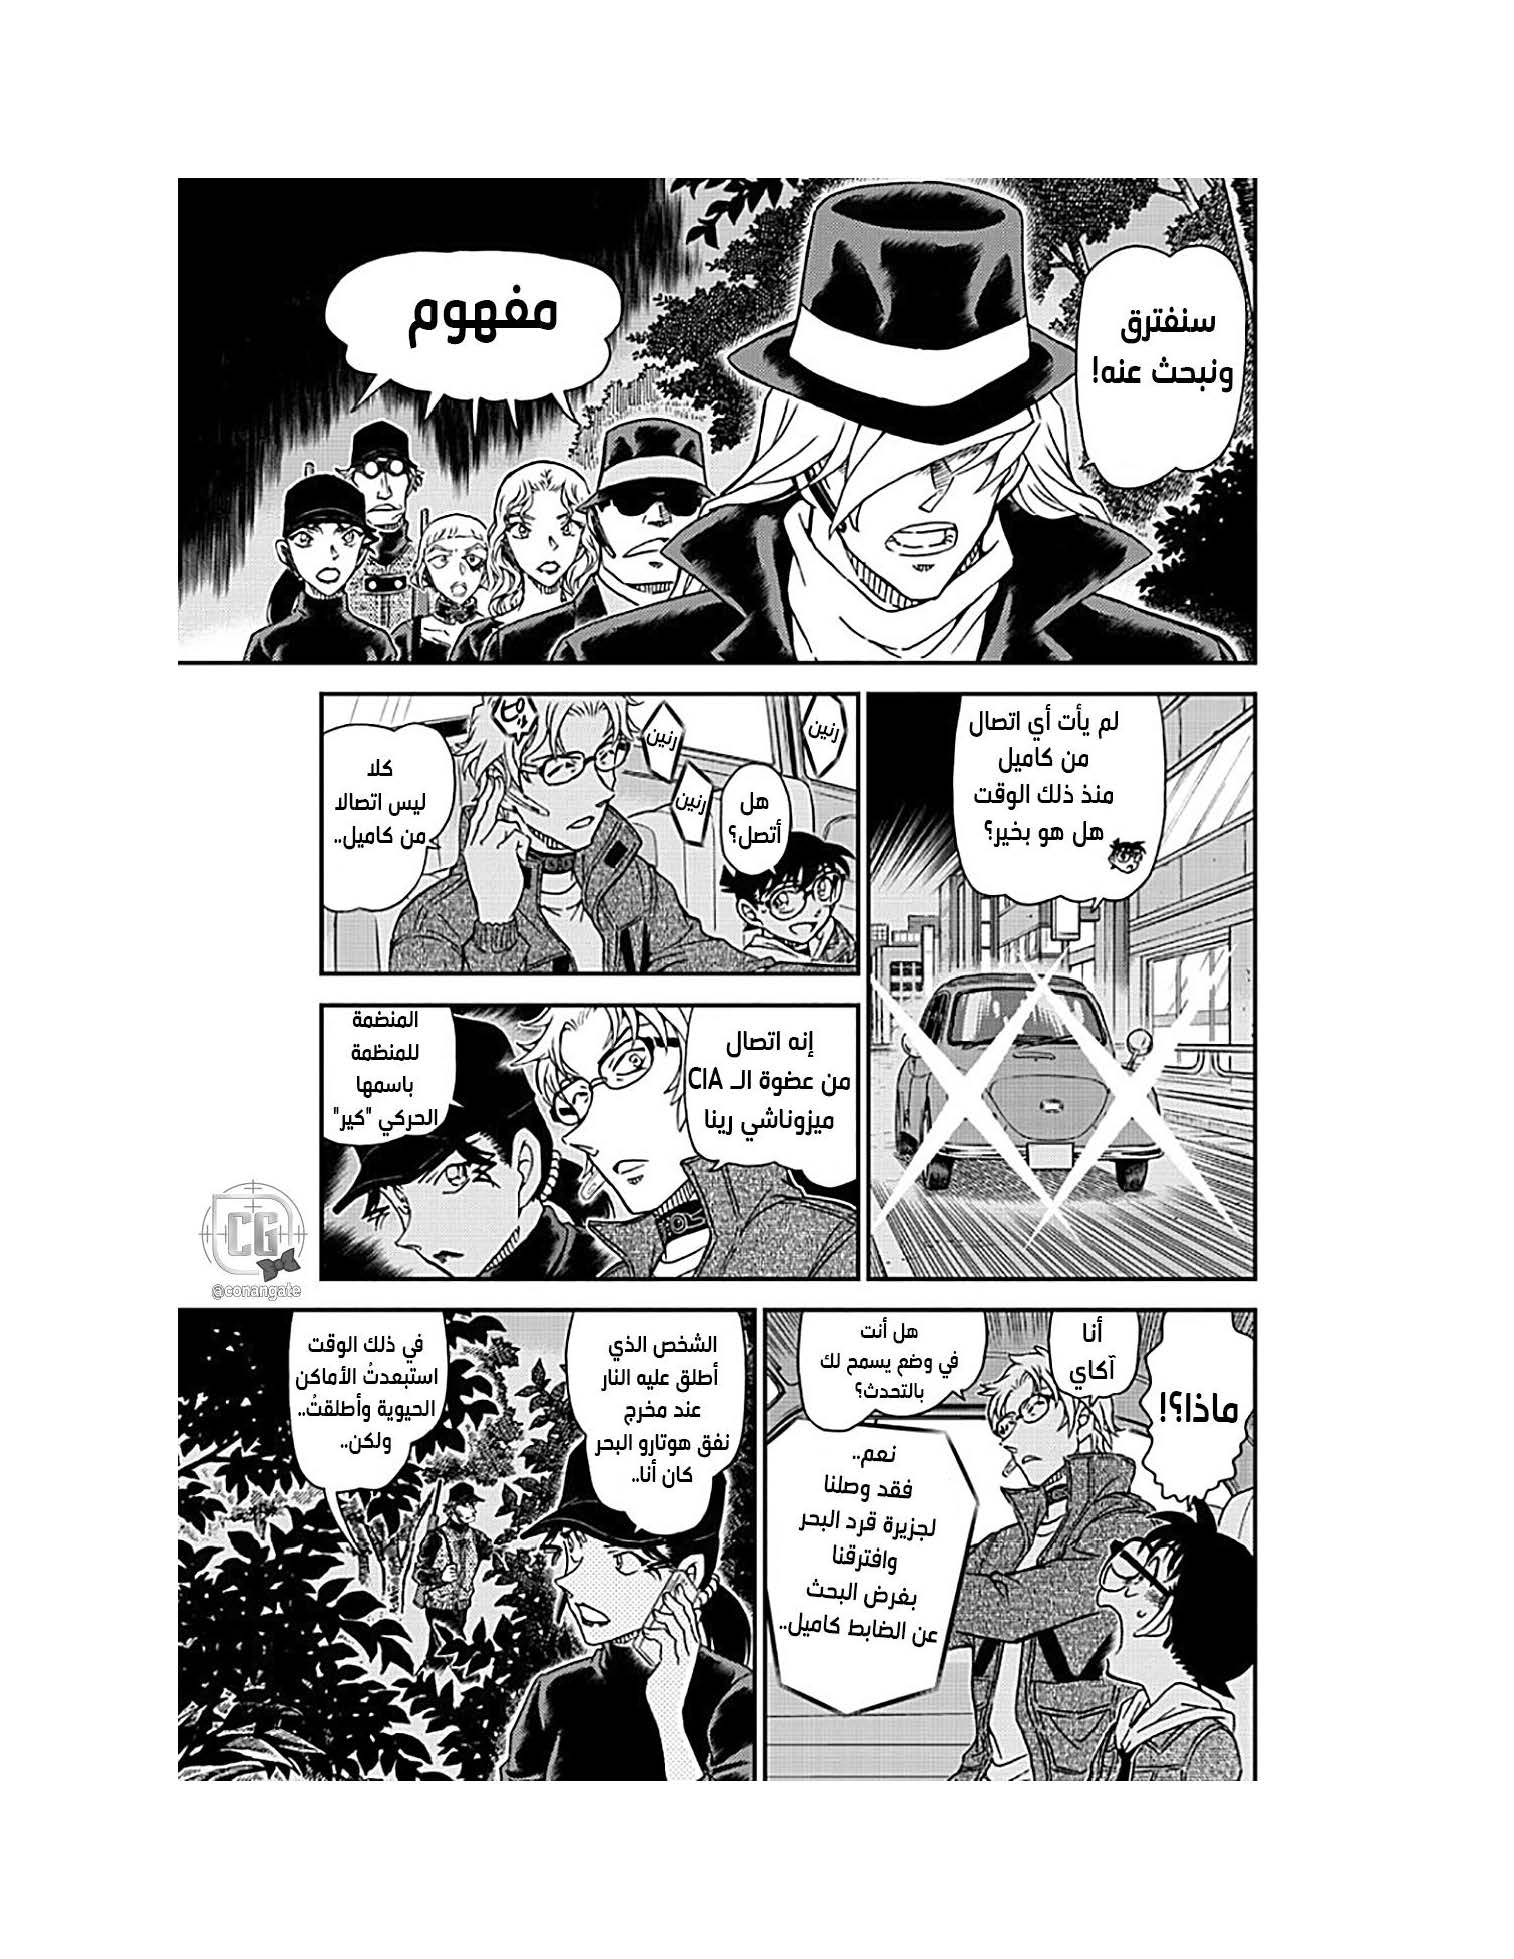 سنفترق
ونبحث عنه!
مفهوم
لم يأت أي اتصال
من كاميل
منذ ذلك الوقت
هل هو بخير؟
رنين
رنين
رنين
ピッ
هل
أتصل؟
كلا
ليس اتصالا
من كاميل..
إنه اتصال
من عضوة الـ CIA
ميزوناشي رينا
المنضمة
للمنظمة
باسمها
الحركي "كير"
CG
@conangate
ماذا؟!
أنا
آكاي
هل أنت
في وضع يسمح لك
بالتحدث؟
نعم..
فقد وصلنا
لجزيرة قرد البحر
وافترقنا
بغرض البحث
عن الضابط كاميل..
الشخص الذي
أطلق عليه النار
عند مخرج
نفق هوتارو البحر
كان أنا..
في ذلك الوقت
استبعدتُ الأماكن
الحيوية وأطلقتُ..
ولكن..